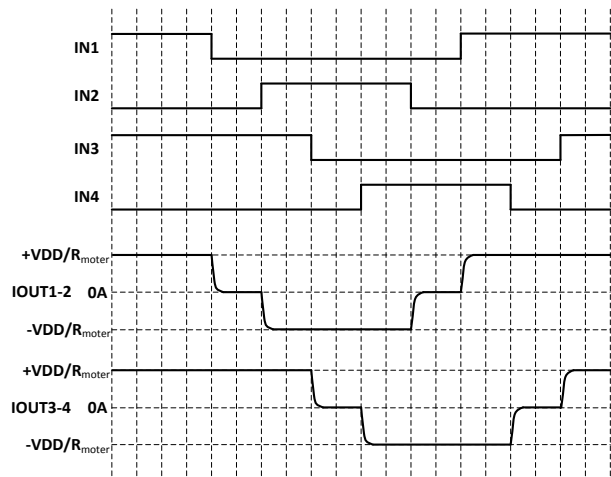 IN1
IN2
IN3
IN4
+VDD/Rmoter
IOUT1-2 0A
-VDD/Rmoter
+VDD/Rmoter
IOUT3-4 0A
-VDD/Rmoter